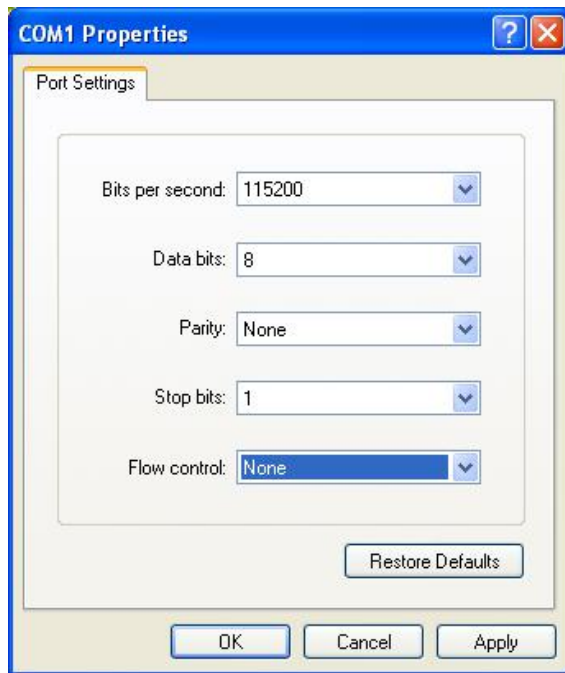 COM1 Properties
Port Settings
Bits per second: 115200
Data bits: 8
Parity: None
Stop bits: 1
Flow control: None
Restore Defaults
OK Cancel Apply